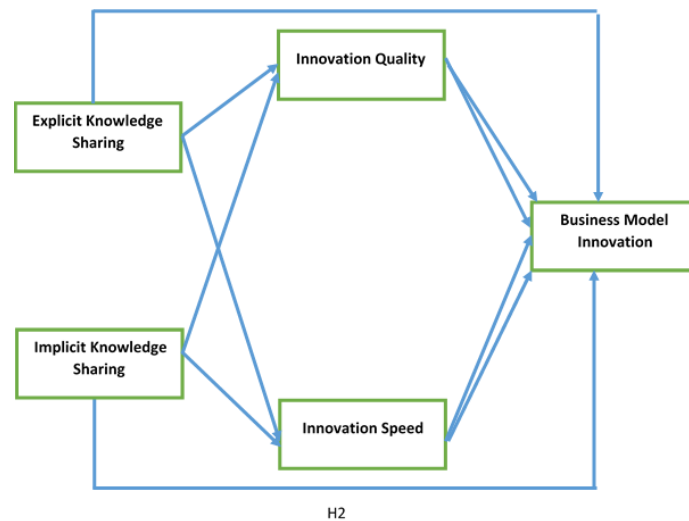 Innovation Quality
Explicit Knowledge
Sharing
Business Model
Innovation
Implicit Knowledge
Sharing
Innovation Speed
H2